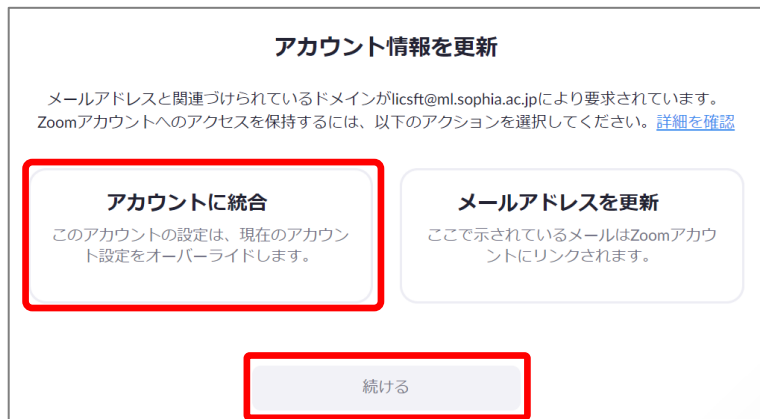 アカウント情報を更新
メールアドレスと関連づけられているドメインがlicsft@ml.sophia.ac.jpにより要求されています。
Zoomアカウントへのアクセスを保持するには、以下のアクションを選択してください。詳細を確認
アカウントに統合
このアカウントの設定は、現在のアカウン
ト設定をオーバーライドします。
メールアドレスを更新
ここで示されているメールはZoomアカウ
ントにリンクされます。
続ける